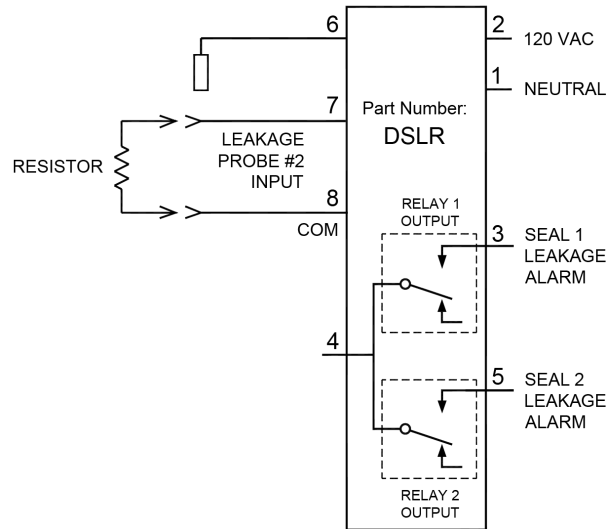 6
2
120 VAC
1
NEUTRAL
7
Part Number:
DSLR
LEAKAGE
PROBE #2
INPUT
RESISTOR
8
COM
RELAY 1
OUTPUT
3
SEAL 1
LEAKAGE
ALARM
4
5
SEAL 2
LEAKAGE
ALARM
RELAY 2
OUTPUT